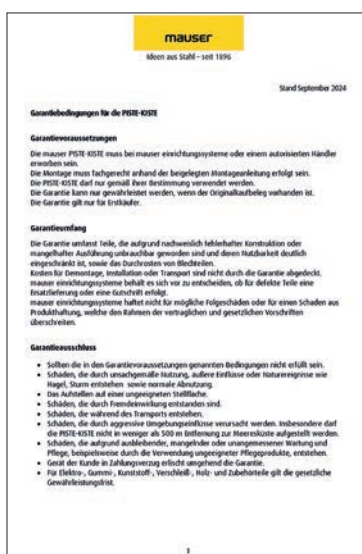 mauser
Ideen aus Stahl – seit 1896
Stand September 2024
Garantiebedingungen für die PISTE-KISTE
Garantievoraussetzungen
Die mauser PISTE-KISTE muss bei mauser einrichtungssysteme oder einem autorisierten Händler
erworben sein.
Die Montage muss fachgerecht anhand der beigelegten Montageanleitung erfolgt sein.
Die PISTE-KISTE darf nur gemäß ihrer Bestimmung verwendet werden.
Die Garantie kann nur gewährleistet werden, wenn der Originalkaufbeleg vorhanden ist.
Die Garantie gilt nur für Erstkäufer.
Garantieumfang
Die Garantie umfasst Teile, die aufgrund nachweislich fehlerhafter Konstruktion oder
mangelhafter Ausführung unbrauchbar geworden sind und deren Nutzbarkeit deutlich
eingeschränkt ist, sowie das Durchrosten von Blechteilen.
Kosten für Demontage, Installation oder Transport sind nicht durch die Garantie abgedeckt.
mauser einrichtungssysteme behält es sich vor zu entscheiden, ob für defekte Teile eine
Ersatzlieferung oder eine Gutschrift erfolgt.
mauser einrichtungssysteme haftet nicht für mögliche Folgeschäden oder für einen Schaden aus
Produkthaftung, welche den Rahmen der vertraglichen und gesetzlichen Vorschriften
überschreiten.
Garantieausschluss
• Sollten die in den Garantievoraussetzungen genannten Bedingungen nicht erfüllt sein.
• Schäden, die durch unsachgemäße Nutzung, äußere Einflüsse oder Naturereignisse wie
Hagel, Sturm entstehen sowie normale Abnutzung.
• Das Aufstellen auf einer ungeeigneten Stellfläche.
• Schäden, die durch Fremdeinwirkung entstanden sind.
• Schäden, die während des Transports entstehen.
• Schäden, die durch aggressive Umgebungseinflüsse verursacht werden. Insbesondere darf
die PISTE-KISTE nicht in weniger als 500 m Entfernung zur Meeresküste aufgestellt werden.
• Schäden, die aufgrund ausbleibender, mangelnder oder unangemessener Wartung und
Pflege, beispielsweise durch die Verwendung ungeeigneter Pflegeprodukte, entstehen.
• Gerät der Kunde in Zahlungsverzug erlischt umgehend die Garantie.
• Für Elektro-, Gummi-, Kunststoff-, Verschleiß-, Holz- und Zubehörteile gilt die gesetzliche
Gewährleistungsfrist.